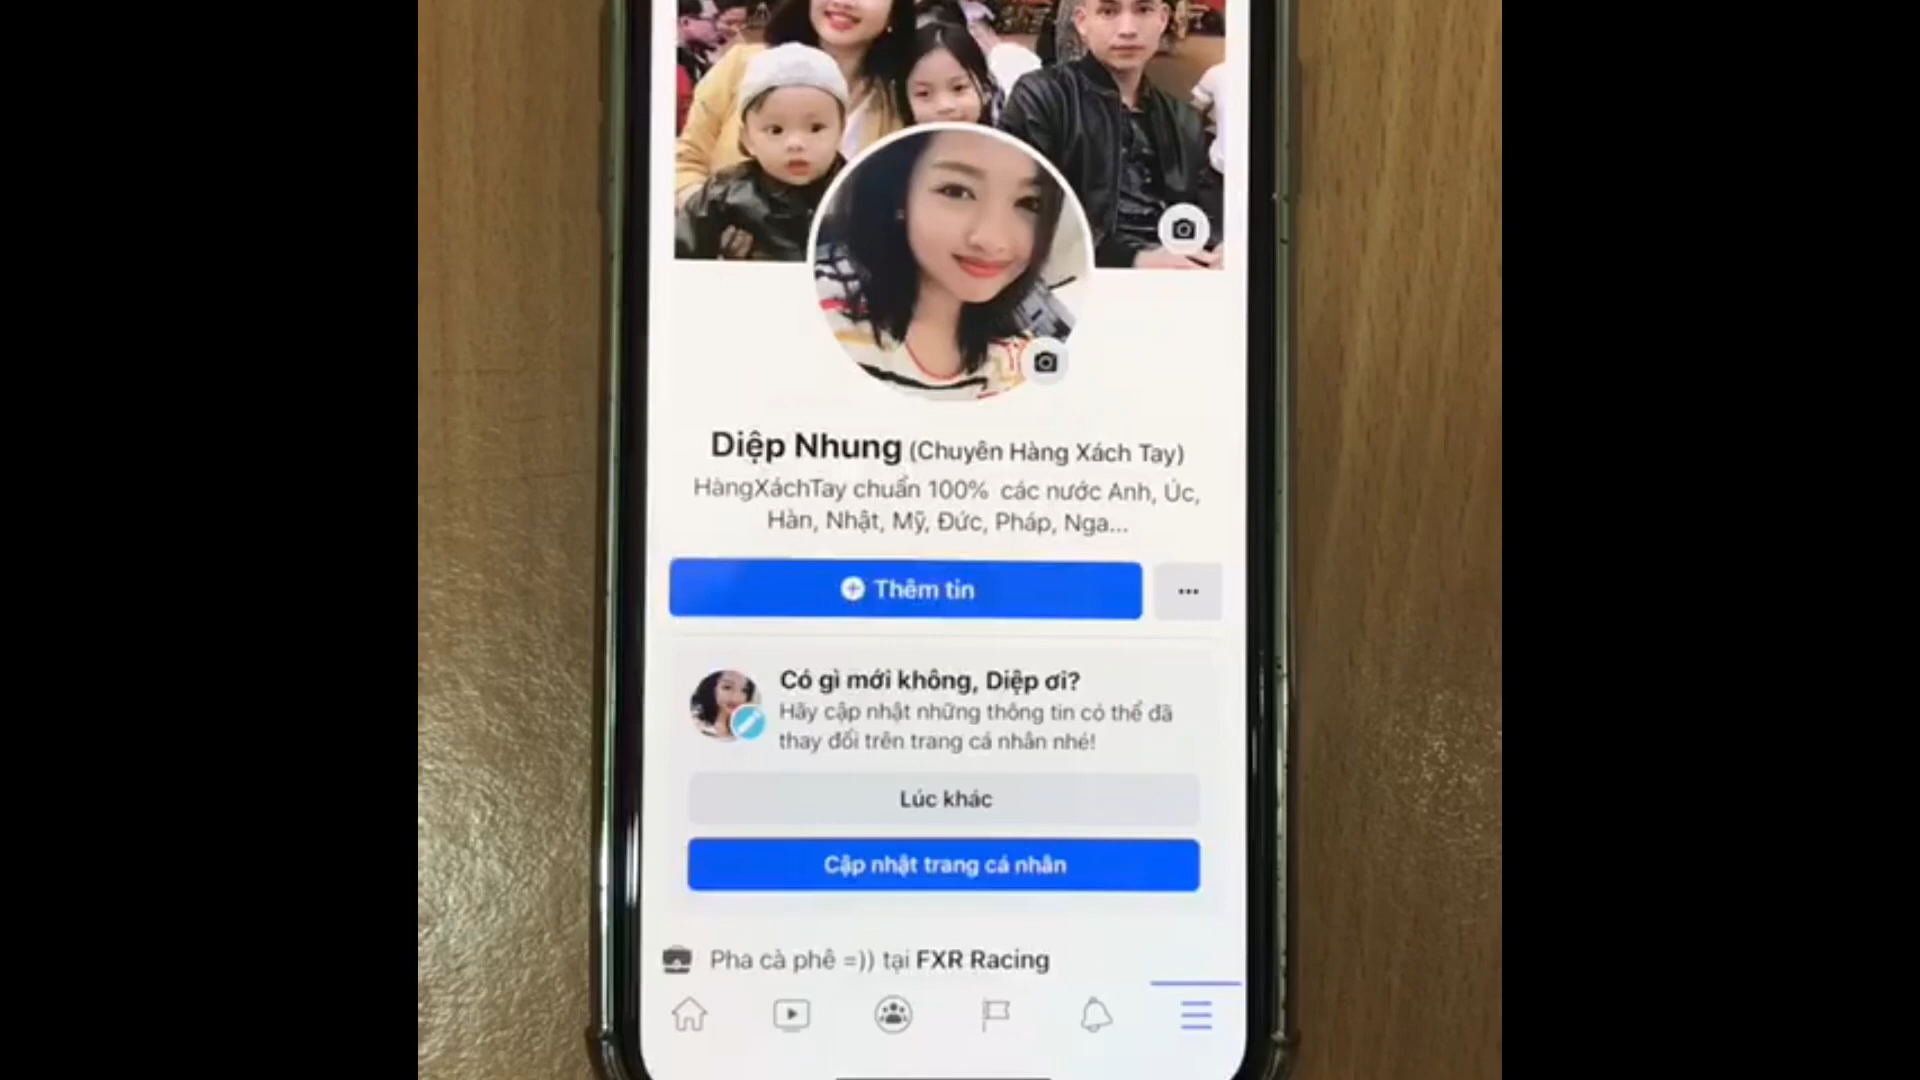 Diệp Nhung (Chuyên Hàng Xách Tay)
HàngXáchTay chuẩn 100% các nước Anh, Úc,
Hàn, Nhật, Mỹ, Đức, Pháp, Nga...
Thêm tin
Có gì mới không, Diệp ơi?
Hãy cập nhật những thông tin có thể đã
thay đổi trên trang cá nhân nhé!
Lúc khác
Cập nhật trang cá nhân
Pha cà phê =)) tại FXR Racing